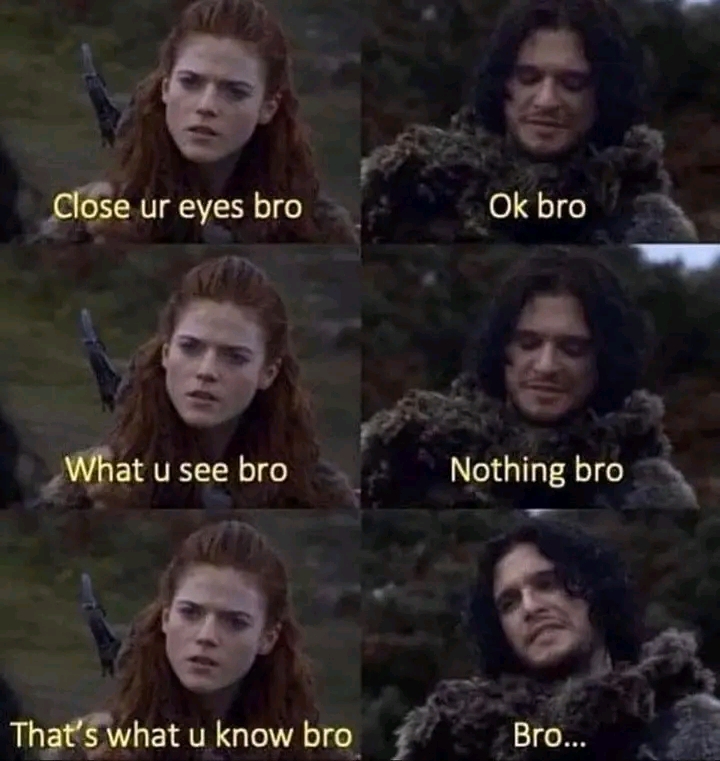 Close ur eyes bro
Ok bro
What u see bro
Nothing bro
That's what u know bro
Bro...